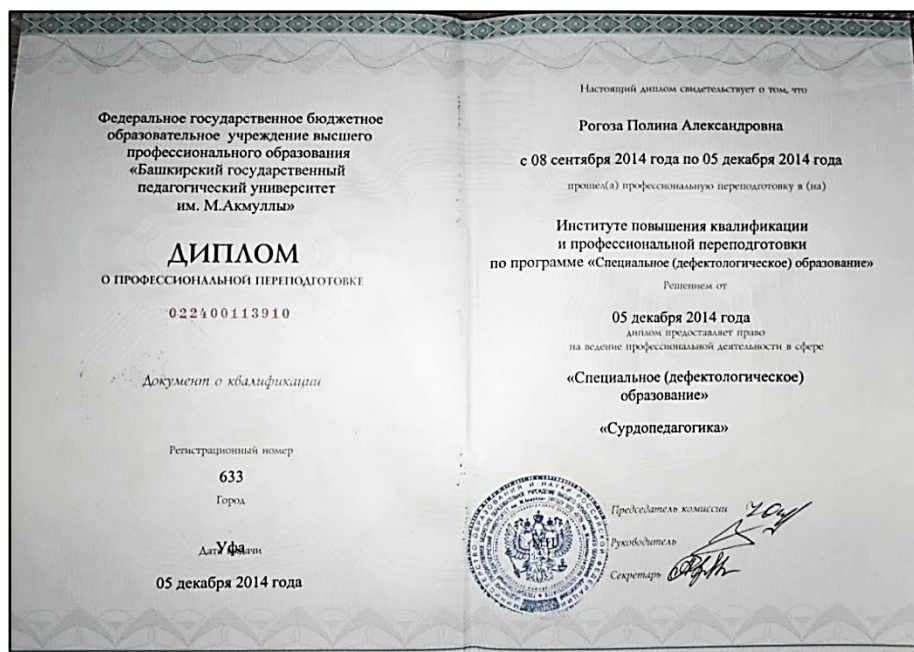 Федеральное государственное бюджетное
образовательное учреждение высшего
профессионального образования
«Башкирский государственный
педагогический университет
им. М.Акмуллы»
ДИПЛОМ
О ПРОФЕССИОНАЛЬНОЙ ПЕРЕПОДГОТОВКЕ
022400113910
Документ о квалификации
Регистрационный номер
633
Город
Уфа
Дата выдачи
05 декабря 2014 года
Настоящий диплом свидетельствует о том, что
Рогоза Полина Александровна
с 08 сентября 2014 года по 05 декабря 2014 года
прошел(а) профессиональную переподготовку в (на)
Институте повышения квалификации
и профессиональной переподготовки
по программе «Специальное (дефектологическое) образование»
Решением от
05 декабря 2014 года
диплом предоставляет право
на ведение профессиональной деятельности в сфере
«Специальное (дефектологическое)
образование»
«Сурдопедагогика»
Председатель комиссии
Руководитель
Секретарь